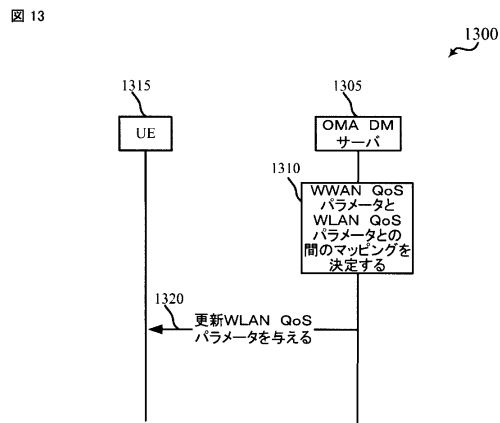 図 13
1300
1315
1305
UE
OMA DM
サーバ
1310
WWAN QoS
パラメータと
WLAN QoS
パラメータとの
間のマッピングを
決定する
1320
更新WLAN QoS
パラメータを与える